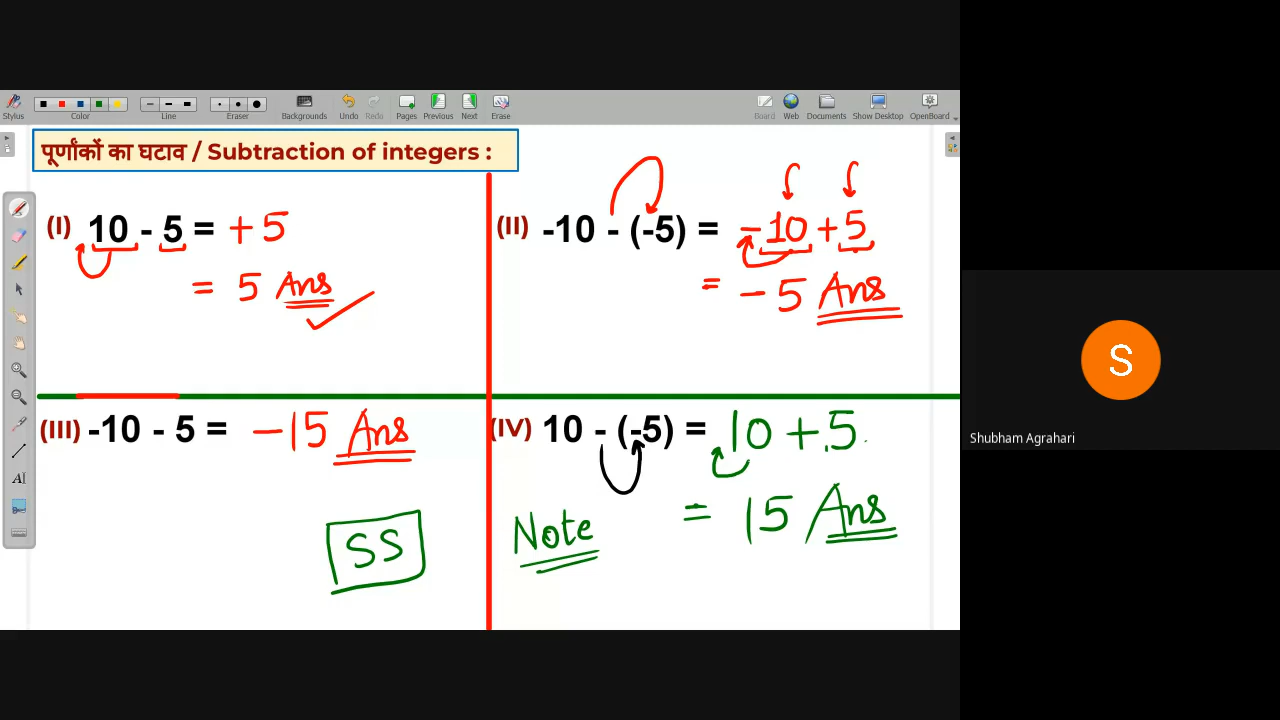 Stylus
Color
Line
Eraser
Backgrounds
Undo
Redo
Pages
Previous
Next
Erase
Board
Web
Documents
Show Desktop
OpenBoard
पूर्णांकों का घटाव / Subtraction of integers :
(I) 10 - 5 = +5
= 5 Ans
(II) -10 - (-5) = -10 + 5
= -5 Ans
(III) -10 - 5 = -15 Ans
SS
(IV) 10 - (-5) = 10 + 5
= 15 Ans
Note
S
Shubham Agrahari